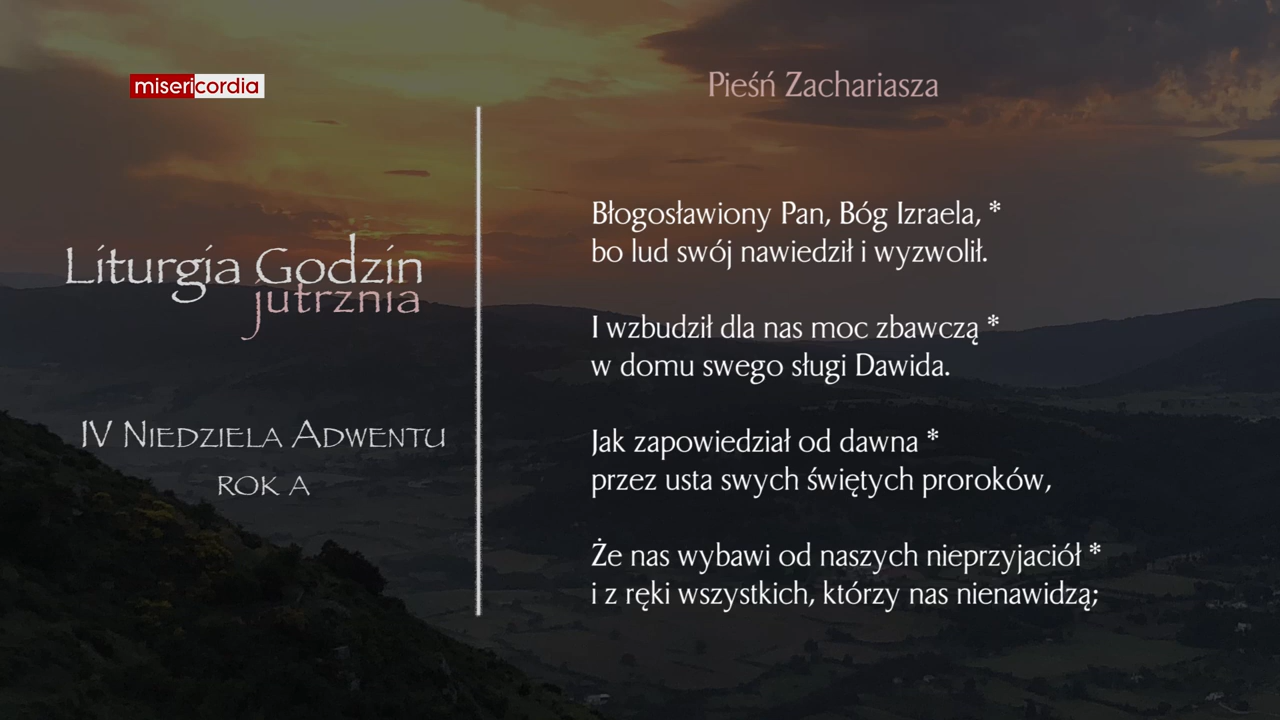 misericordia
Liturgia Godzin
jutrznia
IV Niedziela Adwentu
rok A
Pieśń Zachariasza
Błogosławiony Pan, Bóg Izraela, *
bo lud swój nawiedził i wyzwolił.
I wzbudził dla nas moc zbawczą *
w domu swego sługi Dawida.
Jak zapowiedział od dawna *
przez usta swych świętych proroków,
Że nas wybawi od naszych nieprzyjaciół *
i z ręki wszystkich, którzy nas nienawidzą;